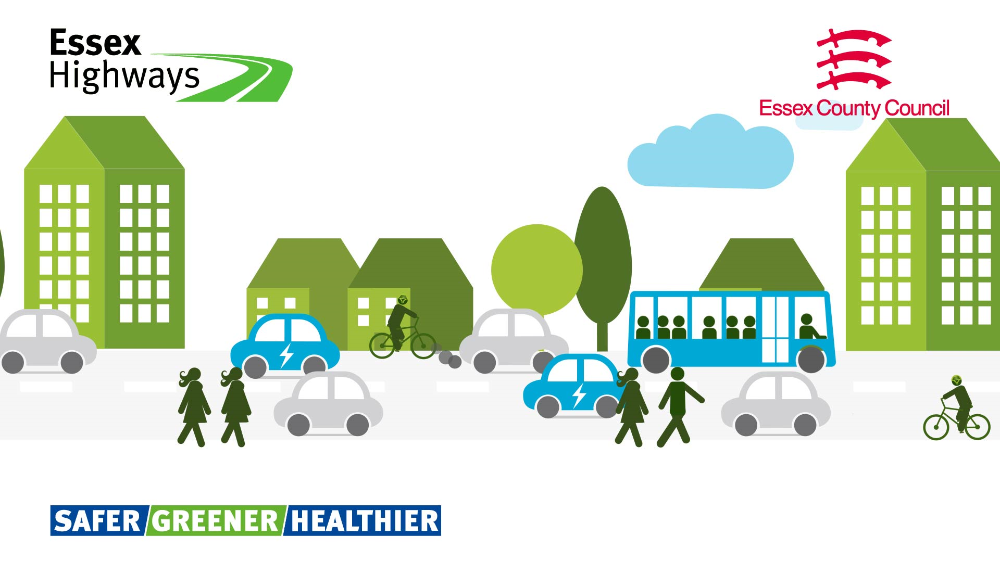 Essex
Highways
Essex County Council
SAFER GREENER HEALTHIER